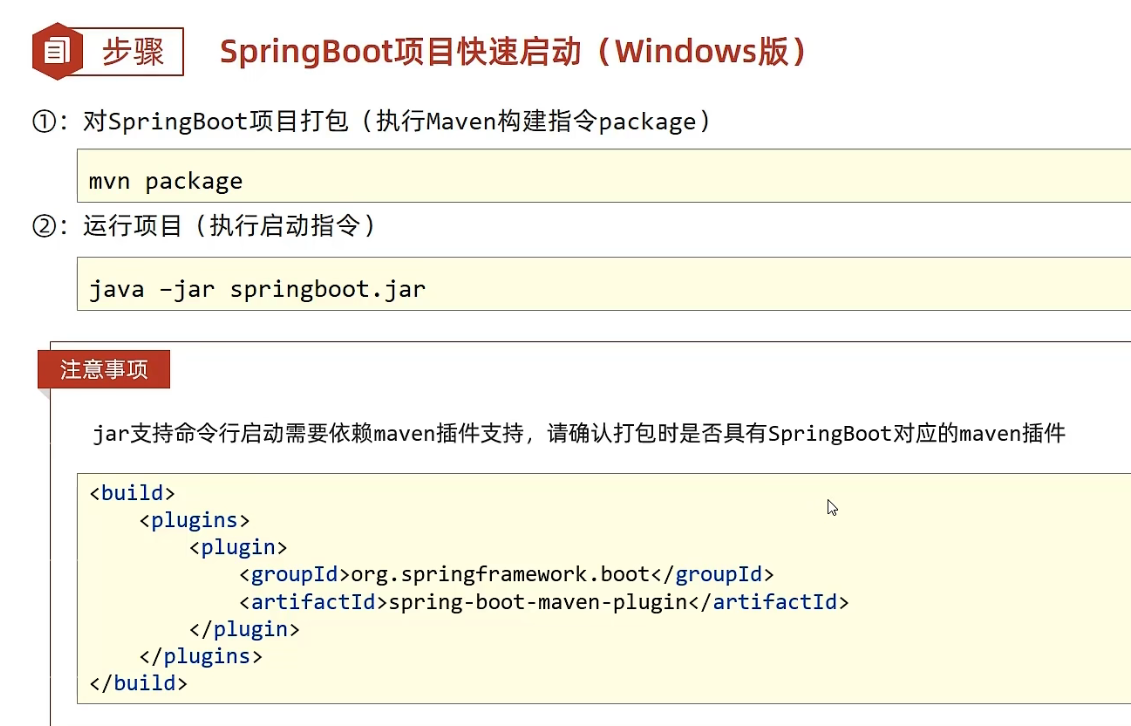 步骤
SpringBoot项目快速启动（Windows版）
①：对SpringBoot项目打包（执行Maven构建指令package）
mvn package
②：运行项目（执行启动指令）
java –jar springboot.jar
注意事项
jar支持命令行启动需要依赖maven插件支持，请确认打包时是否具有SpringBoot对应的maven插件
<build>
    <plugins>
        <plugin>
            <groupId>org.springframework.boot</groupId>
            <artifactId>spring-boot-maven-plugin</artifactId>
        </plugin>
    </plugins>
</build>